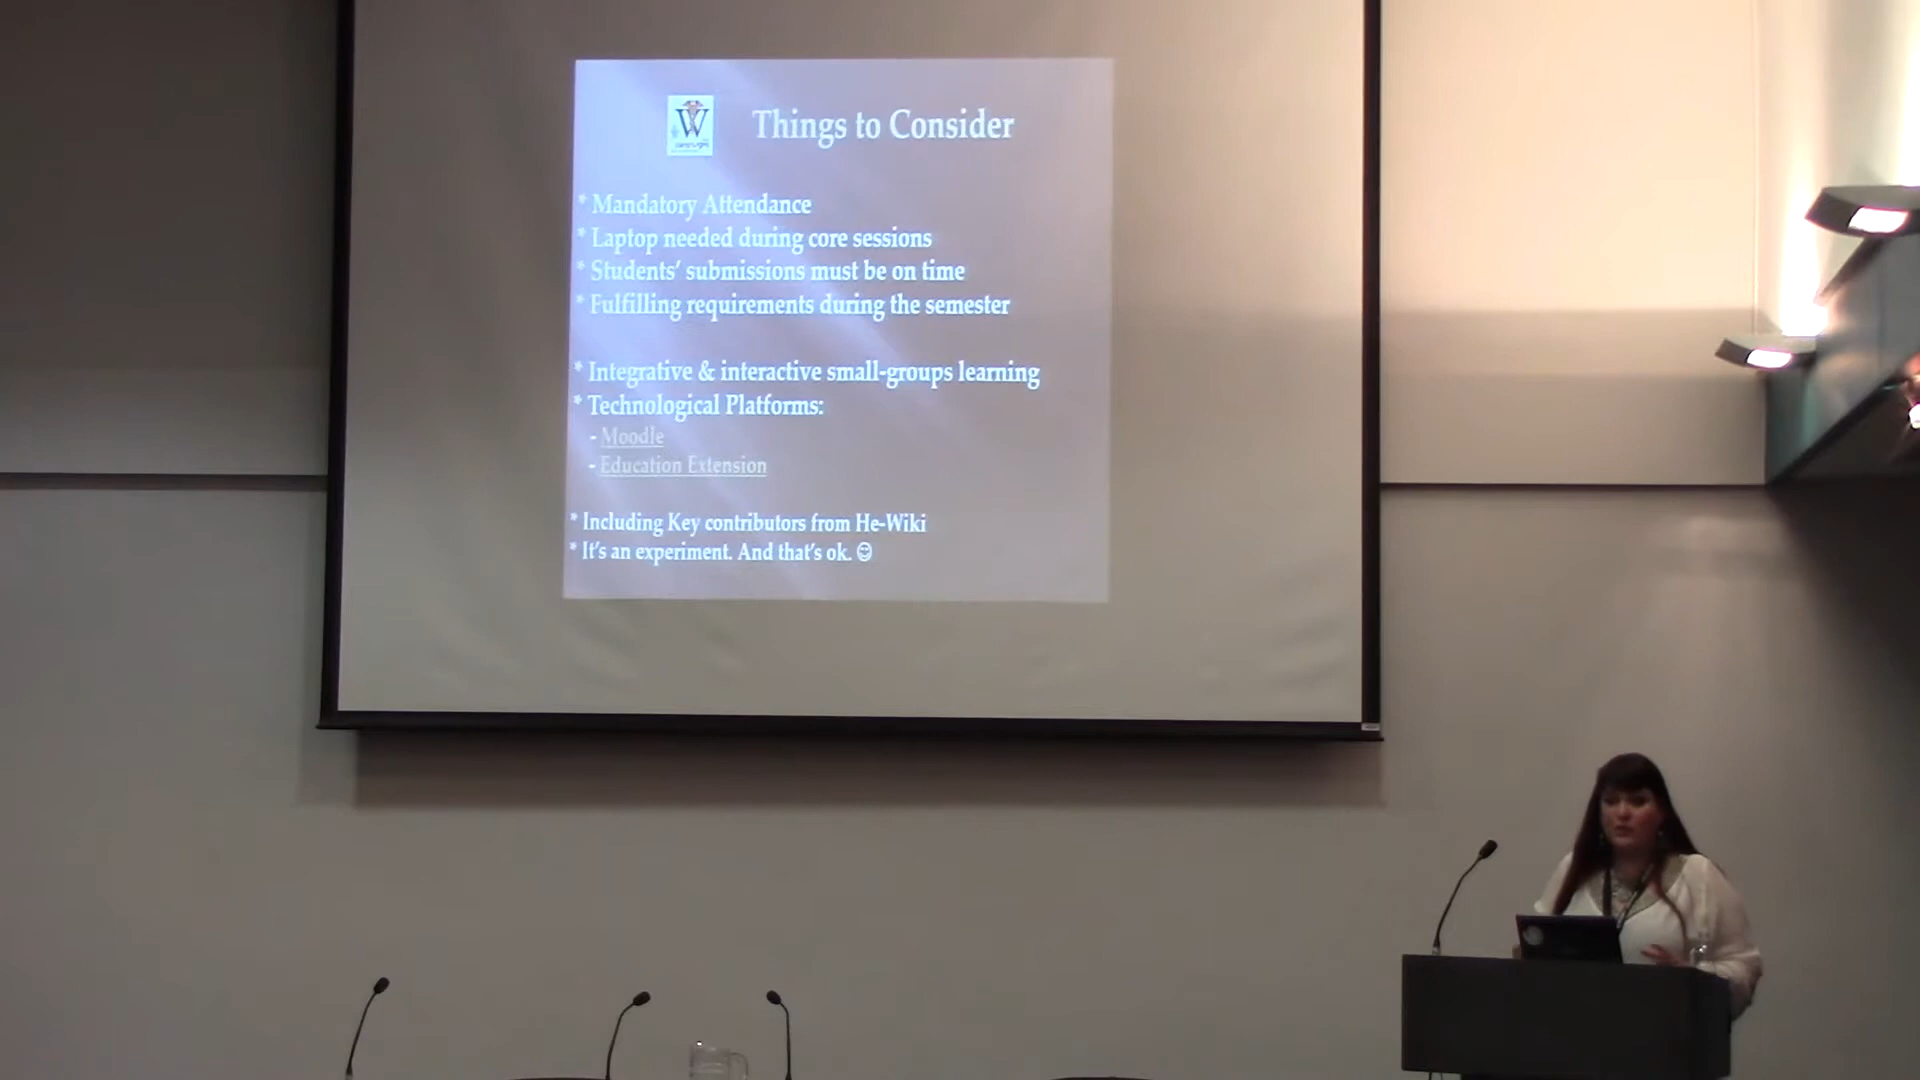 W
Things to Consider
* Mandatory Attendance
* Laptop needed during core sessions
* Students’ submissions must be on time
* Fulfilling requirements during the semester
* Integrative & interactive small-groups learning
* Technological Platforms:
- Moodle
- Education Extension
* Including Key contributors from He-Wiki
* It’s an experiment. And that’s ok. ☺